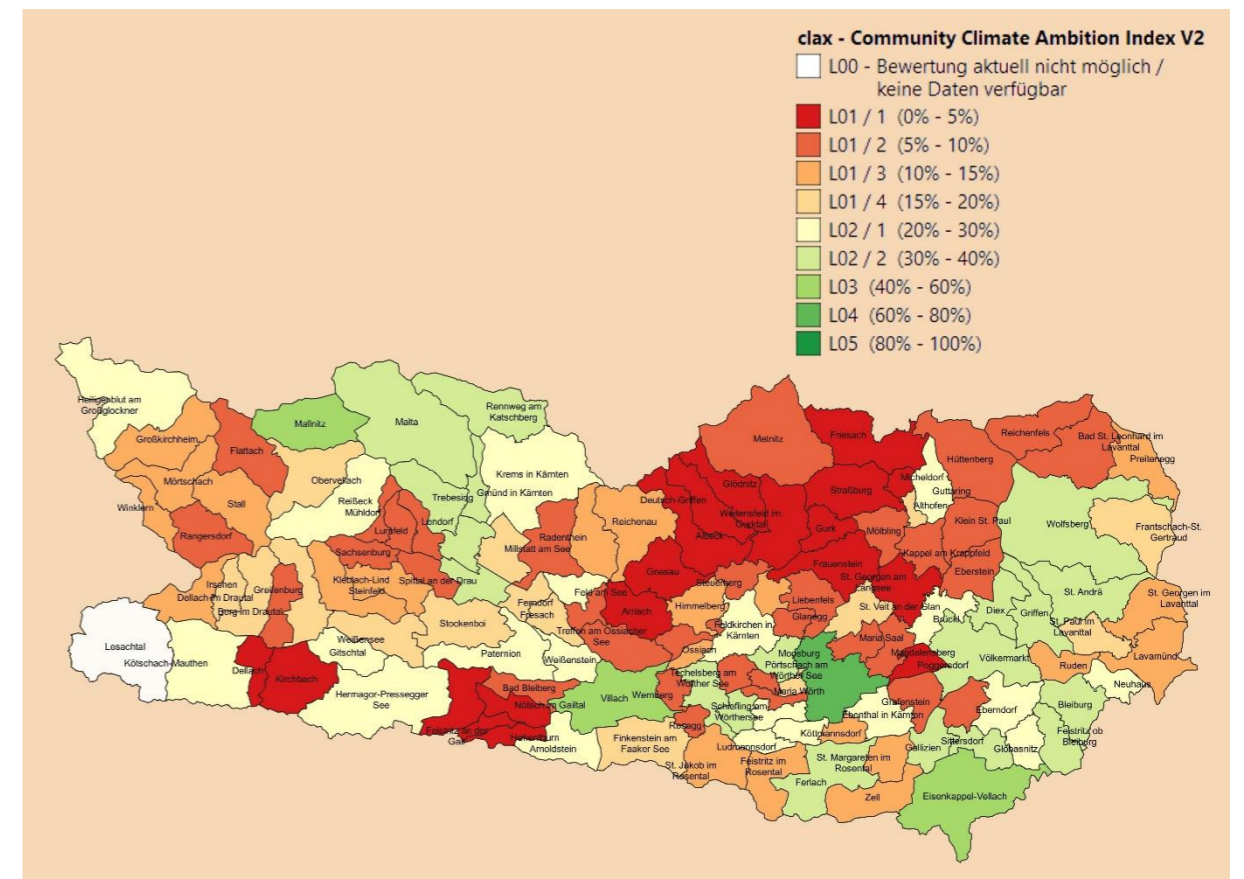 clax - Community Climate Ambition Index V2
L00 - Bewertung aktuell nicht möglich /
keine Daten verfügbar
L01 / 1 (0% - 5%)
L01 / 2 (5% - 10%)
L01 / 3 (10% - 15%)
L01 / 4 (15% - 20%)
L02 / 1 (20% - 30%)
L02 / 2 (30% - 40%)
L03 (40% - 60%)
L04 (60% - 80%)
L05 (80% - 100%)
Heiligenblut am
Großglockner
Großkirchheim
Flattach
Mallnitz
Malta
Rennweg am
Katschberg
Mörtschach
Winklern
Stall
Obervellach
Reißeck
Mühldorf
Krems in Kärnten
Gmünd in Kärnten
Trebesing
Lendorf
Lurnfeld
Rangersdorf
Sachsenburg
Kleblach-Lind
Steinfeld
Spittal an der Drau
Millstatt am See
Radenthein
Reichenau
Irschen
Dellach im Drautal
Berg im Drautal
Greifenburg
Weißensee
Gitschtal
Stockenboi
Ferndorf
Fresach
Feld am See
Paternion
Weißenstein
Lesachtal
Kötschach-Mauthen
Dellach
Kirchbach
Hermagor-Pressegger
See
Bad Bleiberg
Nötsch im Gailtal
Feistritz an der
Gail
Hohenthurn
Arnoldstein
Villach
Wernberg
Finkenstein am
Faaker See
Rosegg
St. Jakob im
Rosental
Metnitz
Friesach
Glödnitz
Deutsch-Griffen
Weitensfeld im
Gurktal
Albeck
Straßburg
Gurk
Micheldorf
Guttaring
Althofen
Hüttenberg
Reichenfels
Bad St. Leonhard im
Lavanttal
Preitenegg
Mölbling
Klein St. Paul
Kappel am Krappfeld
Eberstein
Wolfsberg
Frantschach-St.
Gertraud
Gnesau
Steuerberg
Frauenstein
St. Georgen am
Längsee
Arriach
Himmelberg
Liebenfels
Glanegg
St. Veit an der Glan
Brückl
Diex
Griffen
St. Andrä
St. Georgen im
Lavanttal
St. Paul im
Lavanttal
Treffen am Ossiacher
See
Ossiach
Feldkirchen in
Kärnten
Maria Saal
Magdalensberg
Poggersdorf
Völkermarkt
Ruden
Lavamünd
Neuhaus
Moosburg
Pörtschach am
Wörther See
Techelsberg am
Wörther See
Maria Wörth
Schiefling am
Wörthersee
Grafenstein
Ebenthal in Kärnten
Eberndorf
Bleiburg
Feistritz ob
Bleiburg
Köttmannsdorf
Ludmannsdorf
Feistritz im
Rosental
St. Margareten im
Rosental
Ferlach
Zell
Gallizien
Sittersdorf
Globasnitz
Eisenkappel-Vellach